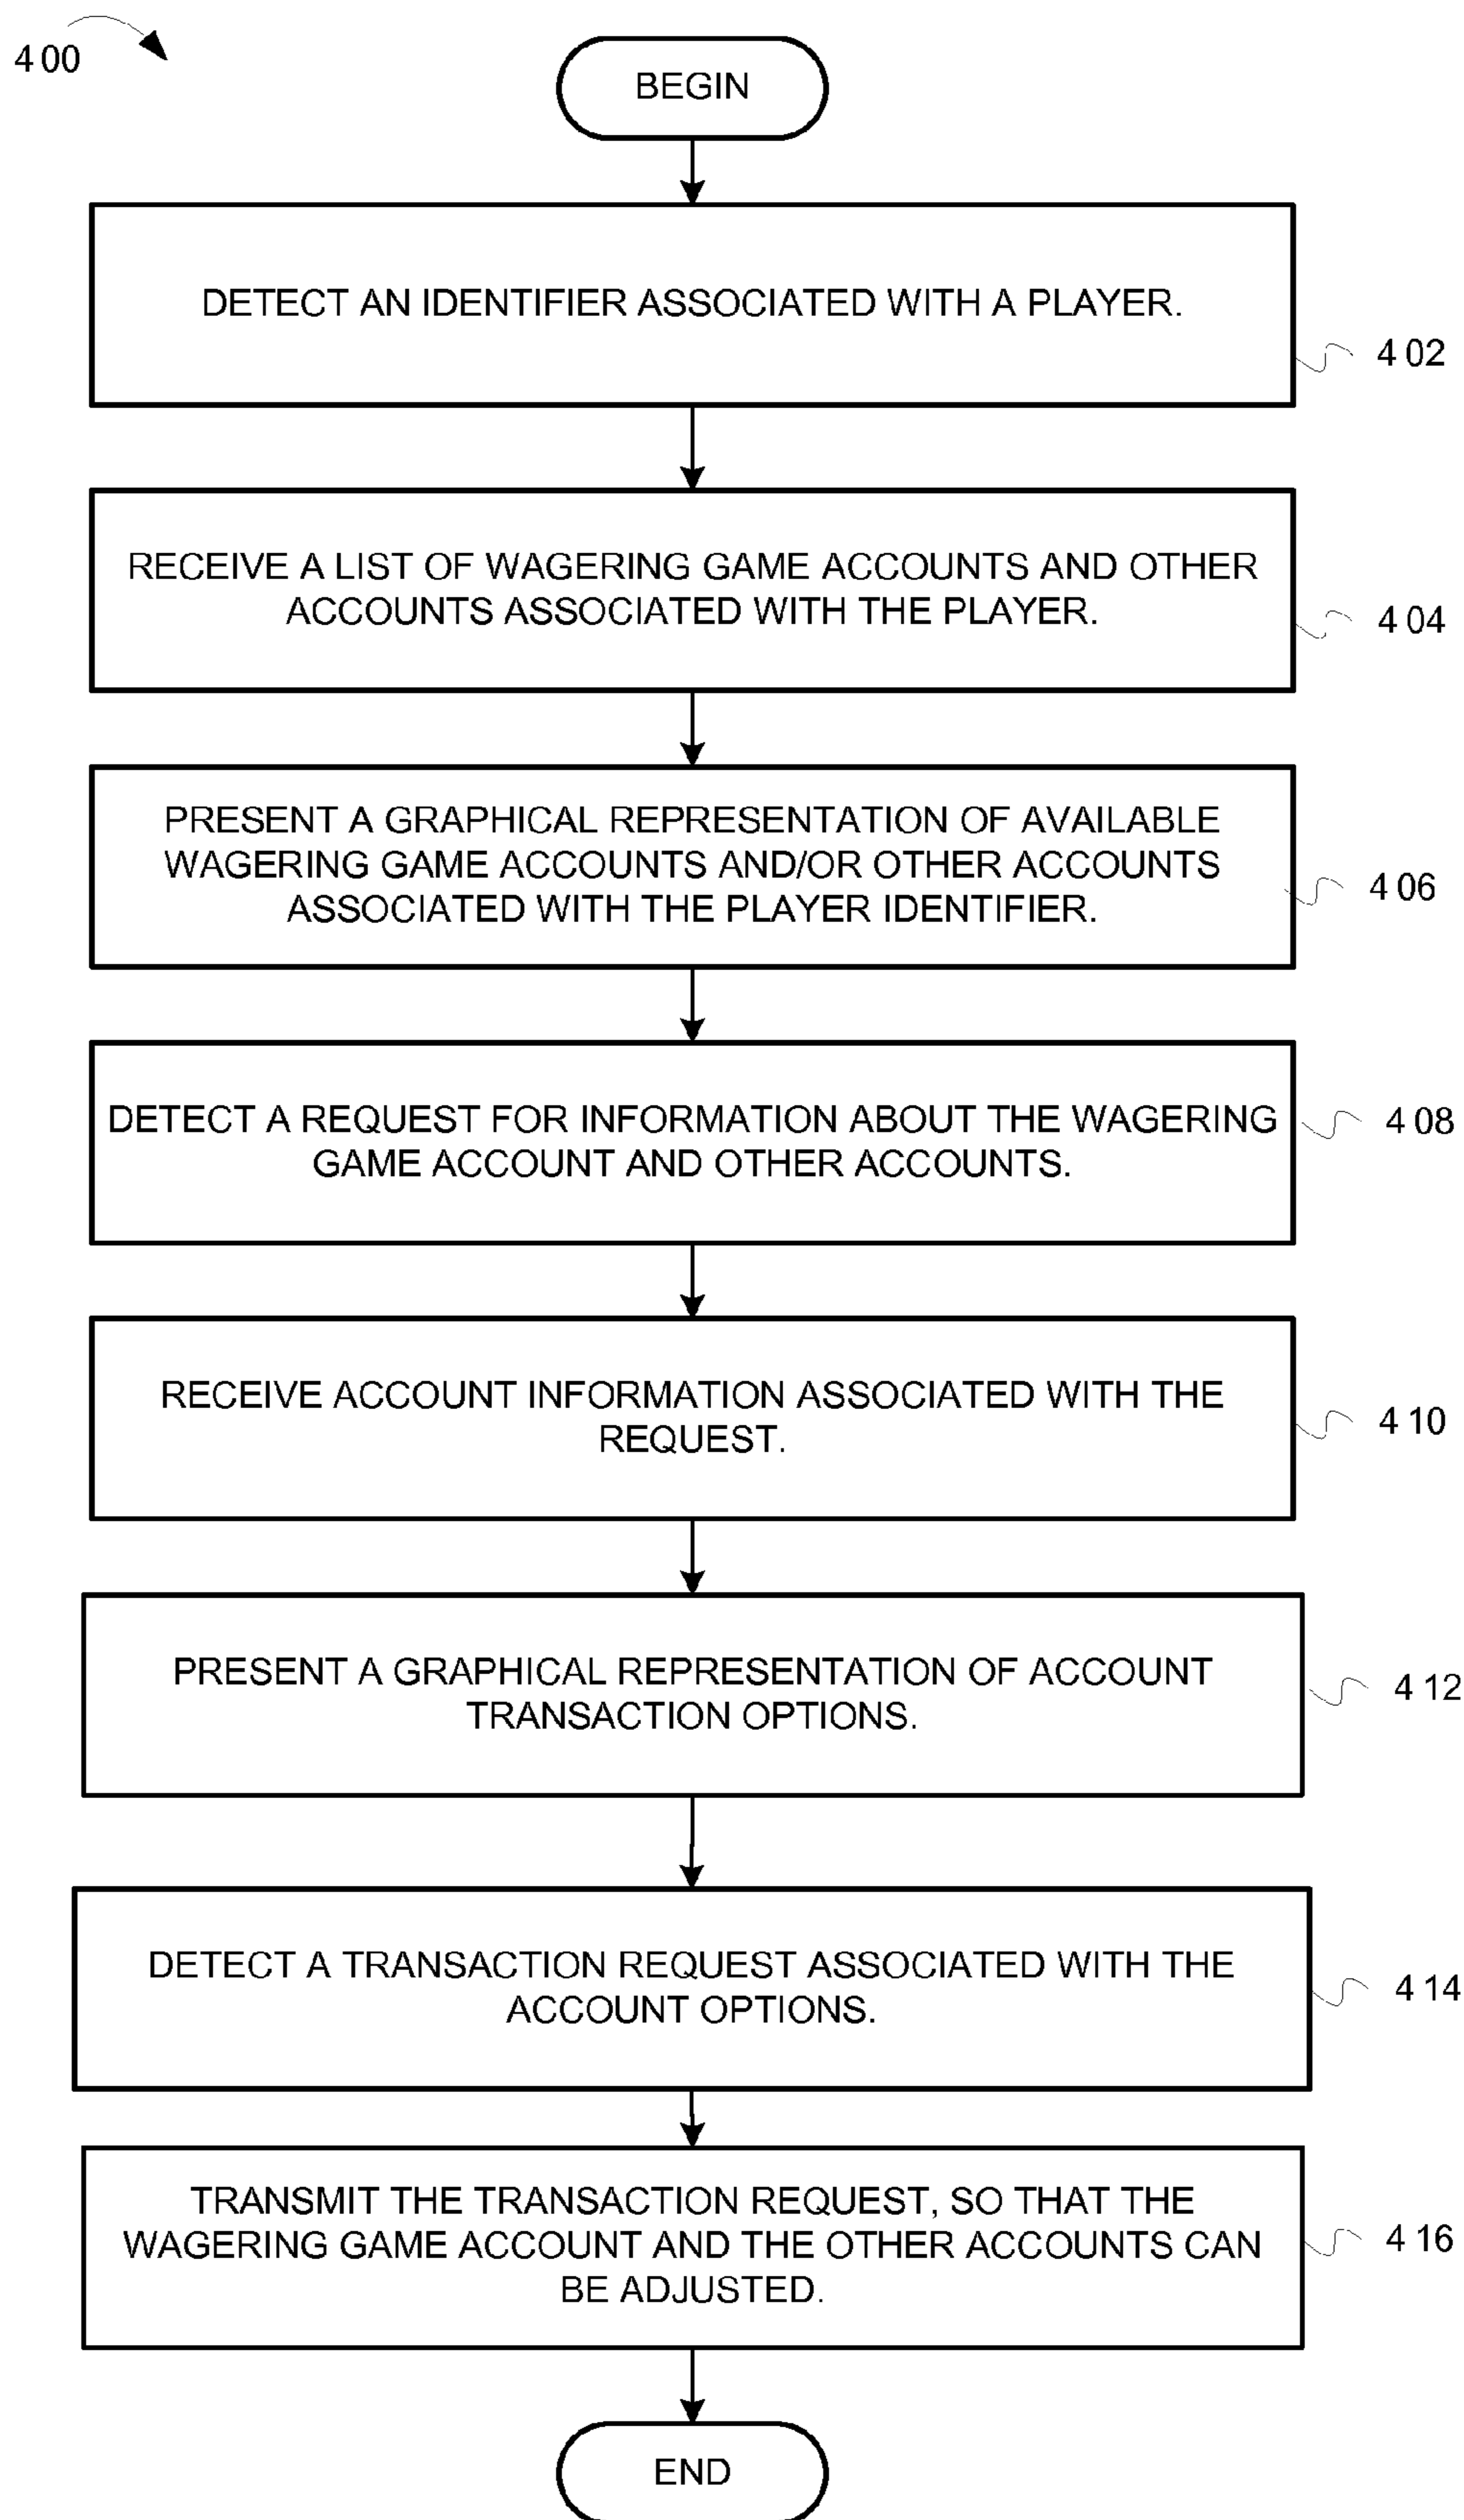 400
BEGIN
DETECT AN IDENTIFIER ASSOCIATED WITH A PLAYER.
402
RECEIVE A LIST OF WAGERING GAME ACCOUNTS AND OTHER
ACCOUNTS ASSOCIATED WITH THE PLAYER.
404
PRESENT A GRAPHICAL REPRESENTATION OF AVAILABLE
WAGERING GAME ACCOUNTS AND/OR OTHER ACCOUNTS
ASSOCIATED WITH THE PLAYER IDENTIFIER.
406
DETECT A REQUEST FOR INFORMATION ABOUT THE WAGERING
GAME ACCOUNT AND OTHER ACCOUNTS.
408
RECEIVE ACCOUNT INFORMATION ASSOCIATED WITH THE
REQUEST.
410
PRESENT A GRAPHICAL REPRESENTATION OF ACCOUNT
TRANSACTION OPTIONS.
412
DETECT A TRANSACTION REQUEST ASSOCIATED WITH THE
ACCOUNT OPTIONS.
414
TRANSMIT THE TRANSACTION REQUEST, SO THAT THE
WAGERING GAME ACCOUNT AND THE OTHER ACCOUNTS CAN
BE ADJUSTED.
416
END